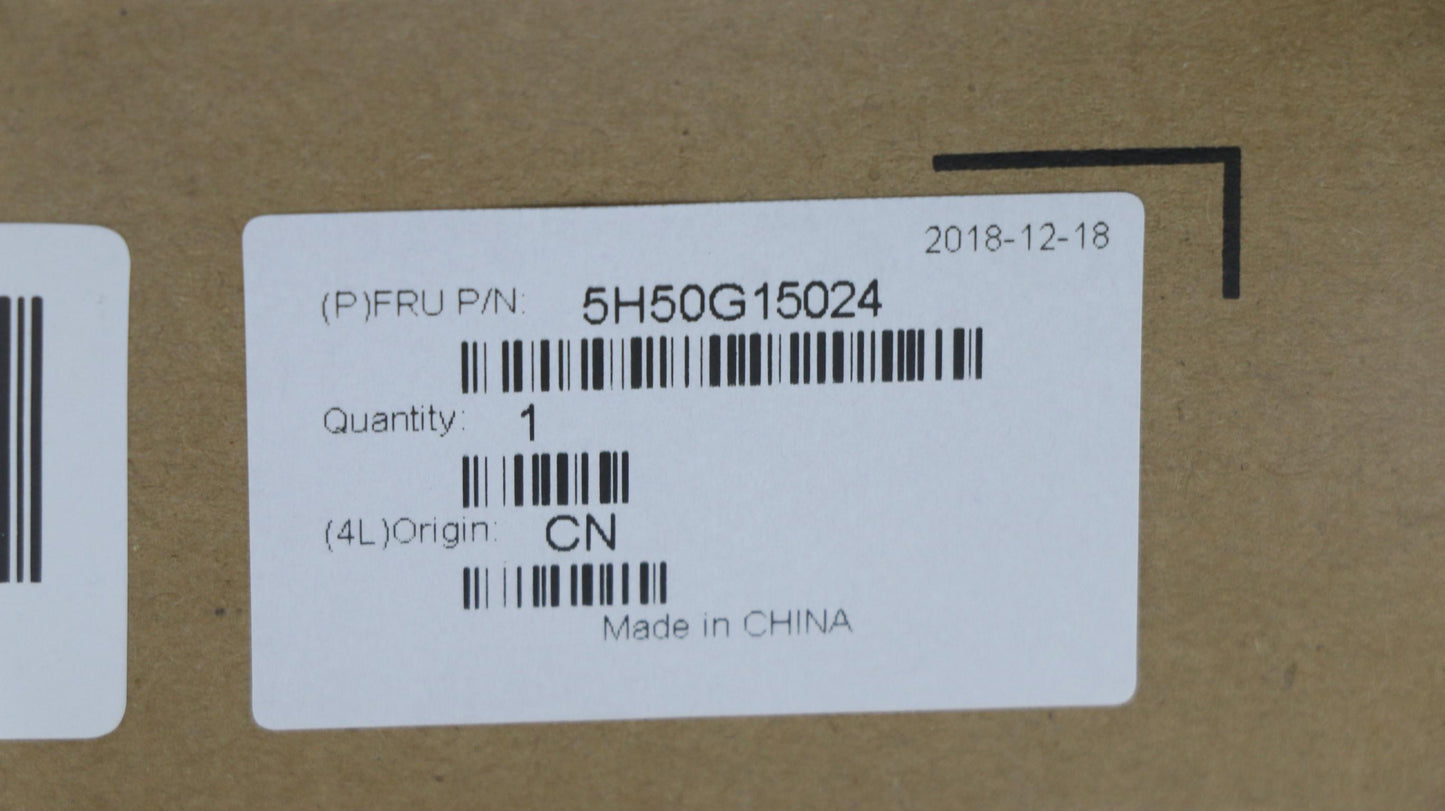 2018-12-18
(P)FRU P/N: 5H50G15024
Quantity: 1
(4L)Origin: CN
Made in CHINA